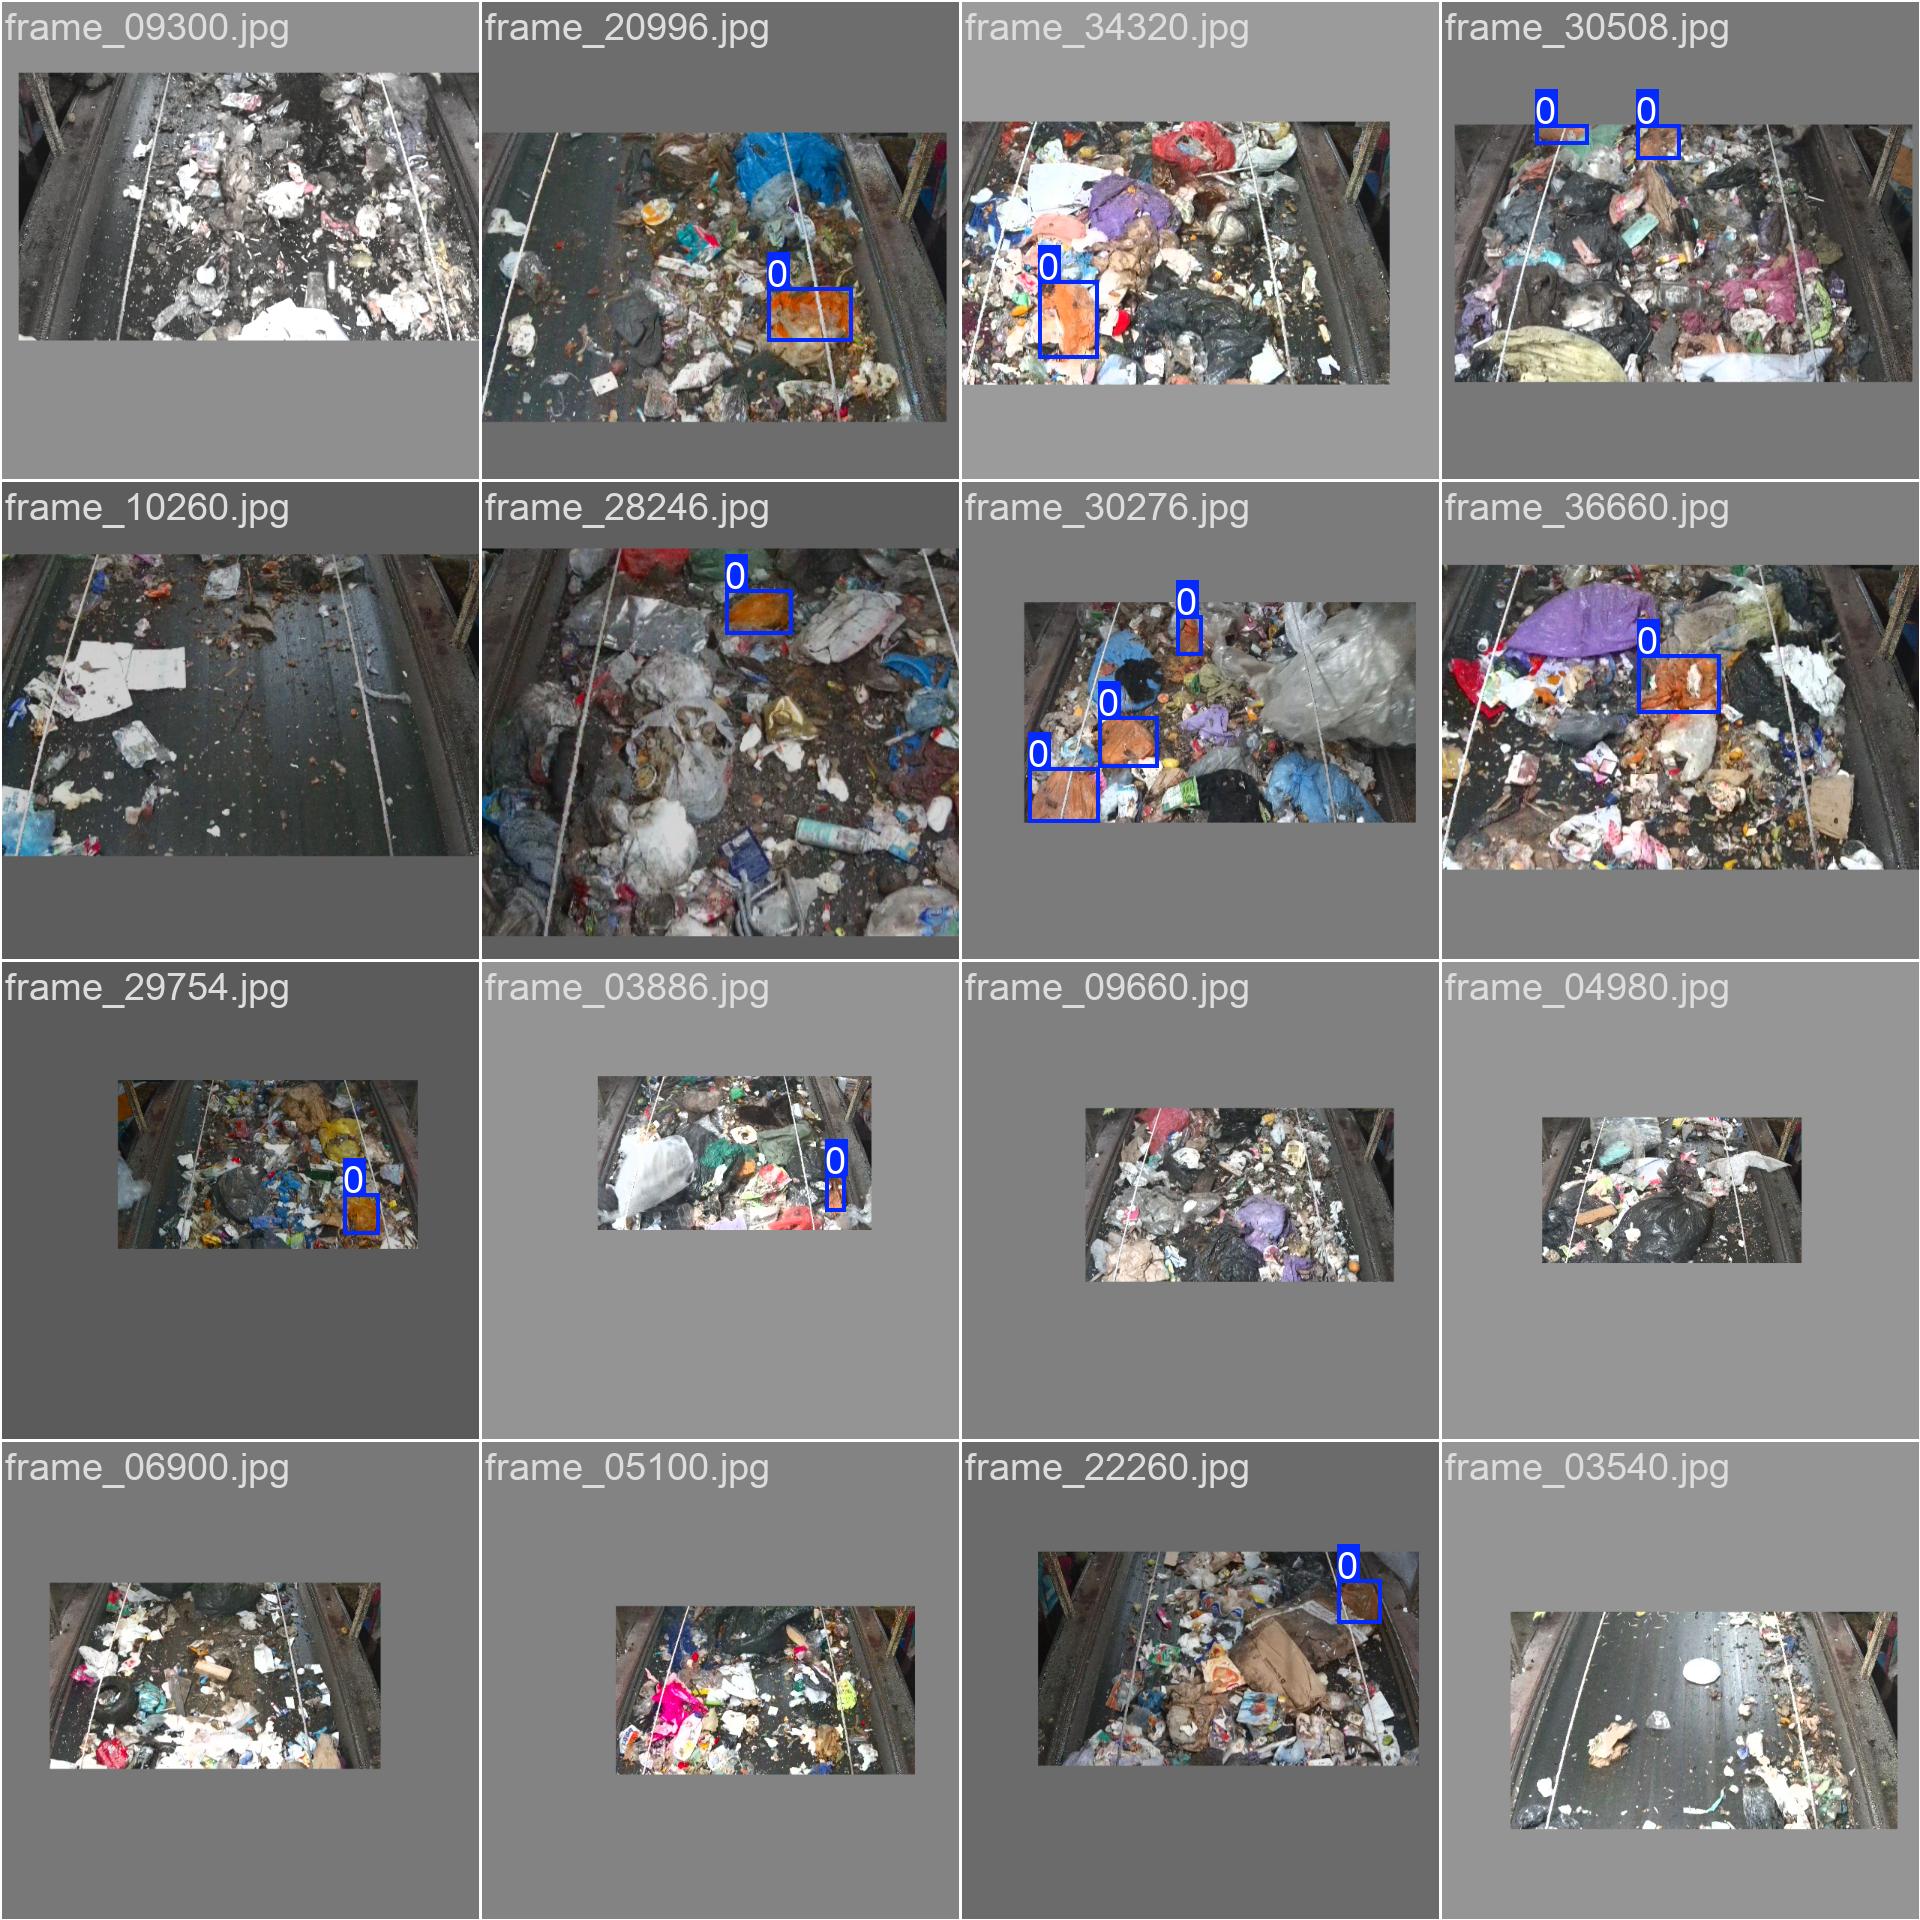 frame_09300.jpg
frame_20996.jpg
frame_34320.jpg
frame_30508.jpg
0
0
0
0
frame_10260.jpg
frame_28246.jpg
frame_30276.jpg
frame_36660.jpg
0
0
0
0
0
frame_29754.jpg
frame_03886.jpg
frame_09660.jpg
frame_04980.jpg
0
0
frame_06900.jpg
frame_05100.jpg
frame_22260.jpg
frame_03540.jpg
0